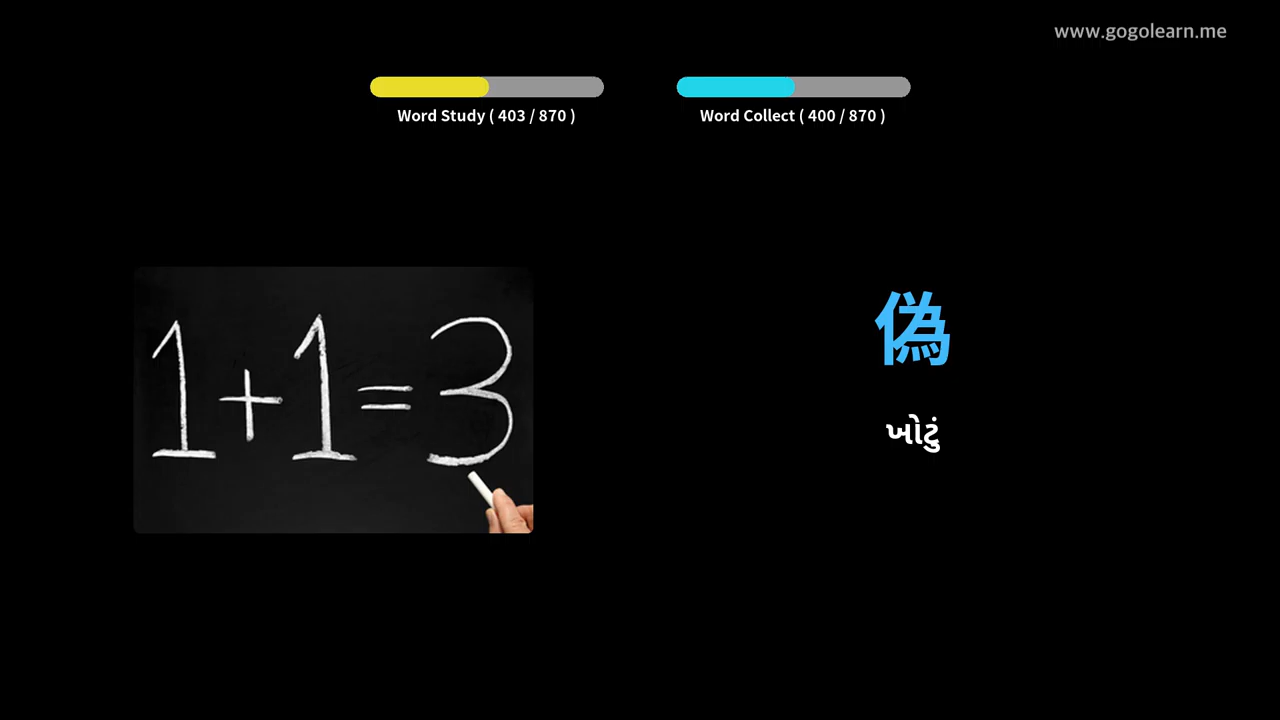 www.gogolearn.me
Word Study ( 403 / 870 )
Word Collect ( 400 / 870 )
1+1=3
偽
ખોટું